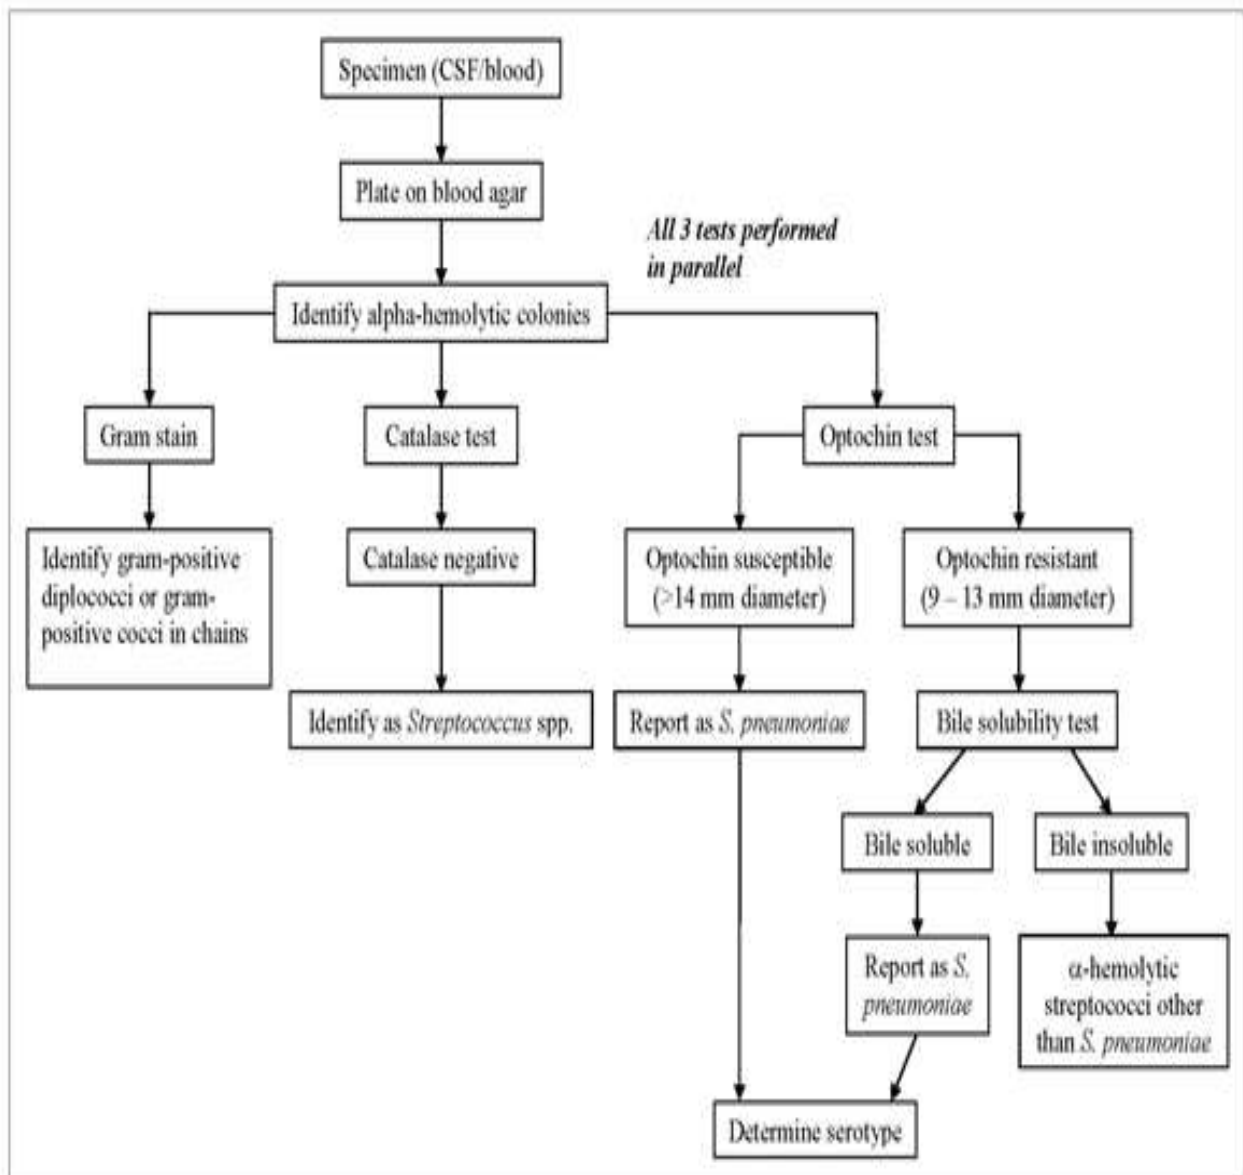 Specimen (CSF/blood)
Plate on blood agar
All 3 tests performed
in parallel
Identify alpha-hemolytic colonies
Gram stain
Catalase test
Optochin test
Identify gram-positive
diplococci or gram-
positive cocci in chains
Catalase negative
Optochin susceptible
(>14 mm diameter)
Optochin resistant
(9 – 13 mm diameter)
Identify as Streptococcus spp.
Report as S. pneumoniae
Bile solubility test
Bile soluble
Bile insoluble
Report as S.
pneumoniae
α-hemolytic
streptococci other
than S. pneumoniae
Determine serotype